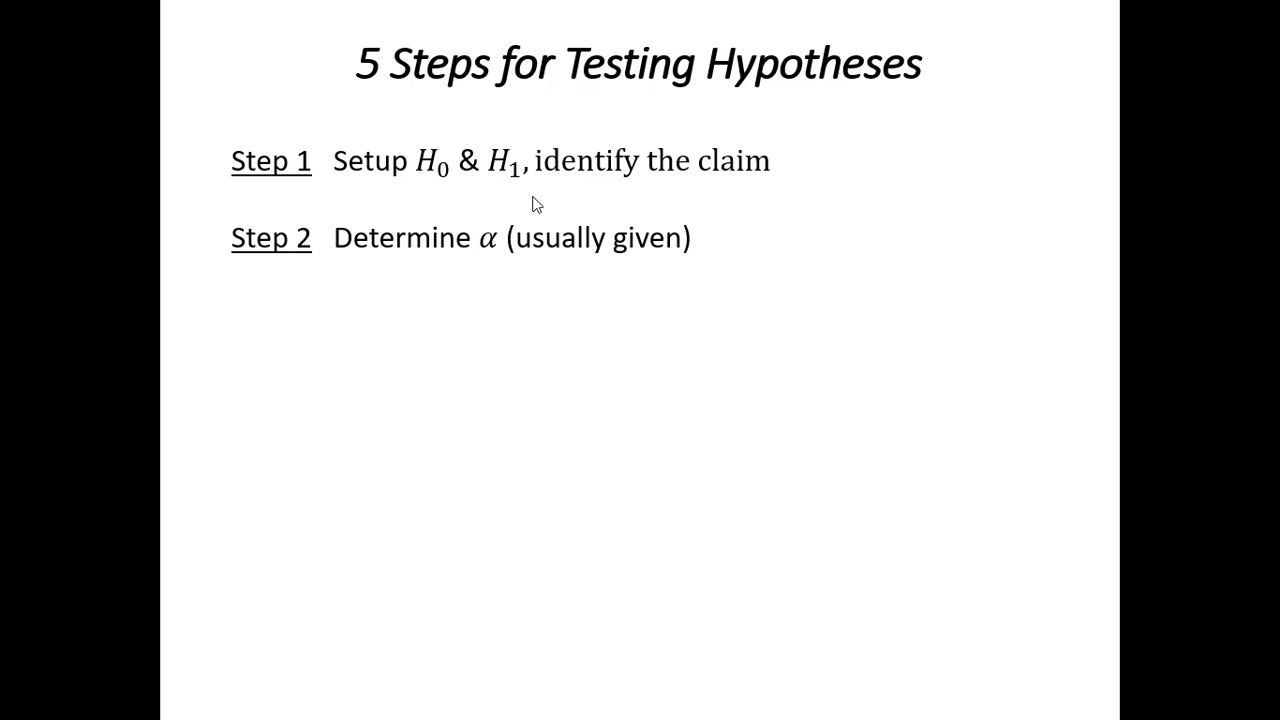 5 Steps for Testing Hypotheses
Step 1 Setup H₀ & H₁, identify the claim
Step 2 Determine α (usually given)